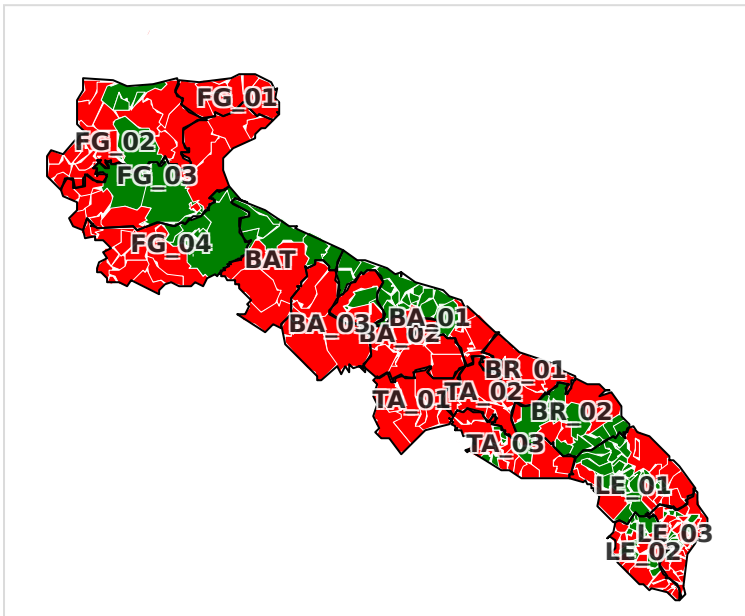 FG_01
FG_02
FG_03
FG_04
BAT
BA_01
BA_03
BA_02
BR_01
TA_02
TA_01
BR_02
TA_03
LE_01
LE_03
LE_02